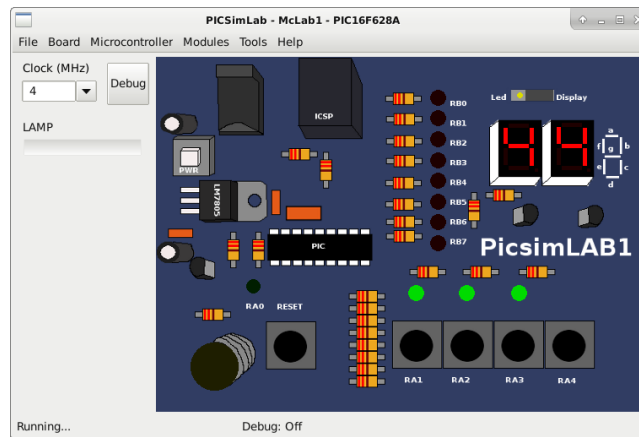 PICSimLab - McLab1 - PIC16F628A
File Board Microcontroller Modules Tools Help
Clock (MHz)
4
Debug
LAMP
PWR
LM7805
ICSP
PIC
RA0
RESET
RB0
RB1
RB2
RB3
RB4
RB5
RB6
RB7
Led
Display
44
a
f
g
b
e
c
d
PicsimLAB1
RA1
RA2
RA3
RA4
Running...
Debug: Off